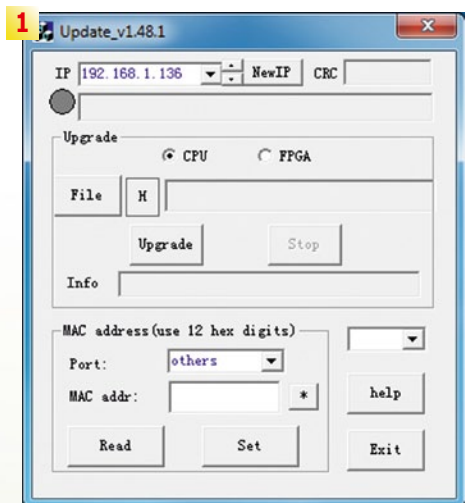 1
Update_v1.48.1
IP 192.168.1.136 NewIP CRC
Upgrade
CPU FPGA
File H
Upgrade Stop
Info
MAC address(use 12 hex digits)
Port: others
MAC addr: *
help
Read Set
Exit